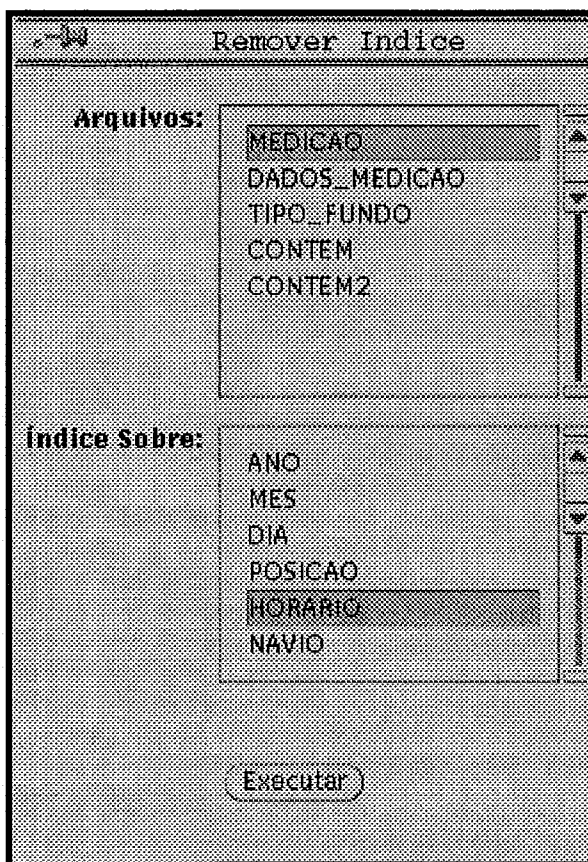 Remover Indice
Arquivos:
MEDICAO
DADOS_MEDICAO
TIPO_FUNDO
CONTEM
CONTEM2
Índice Sobre:
ANO
MES
DIA
POSICAO
HORARIO
NAVIO
Executar